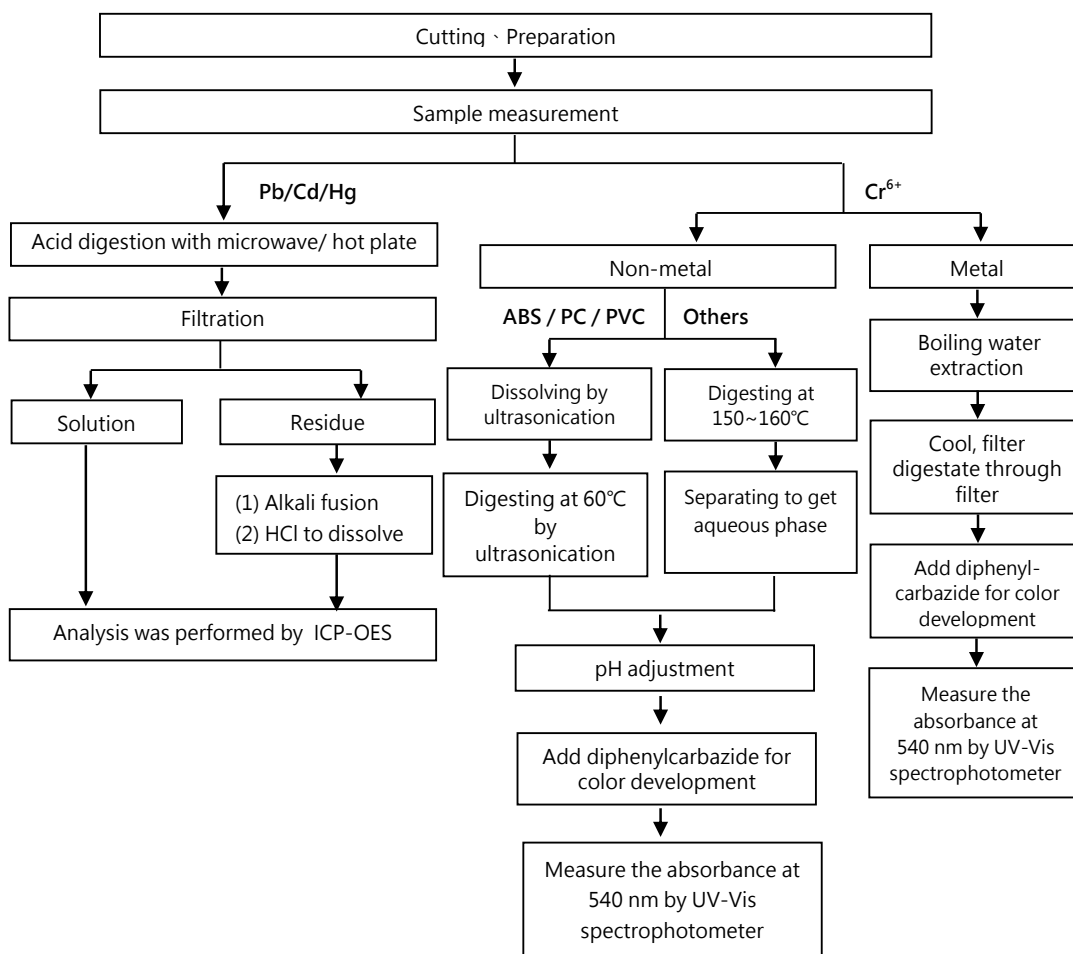 Cutting、Preparation
Sample measurement
Pb/Cd/Hg
Cr⁶⁺
Acid digestion with microwave/ hot plate
Non-metal
Metal
Filtration
ABS / PC / PVC
Others
Boiling water
extraction
Solution
Residue
Dissolving by
ultrasonication
Digesting at
150~160℃
Cool, filter
digestate through
filter
(1) Alkali fusion
(2) HCl to dissolve
Digesting at 60℃
by
ultrasonication
Separating to get
aqueous phase
Add diphenyl-
carbazide for color
development
Analysis was performed by ICP-OES
pH adjustment
Measure the
absorbance at
540 nm by UV-Vis
spectrophotometer
Add diphenylcarbazide for
color development
Measure the absorbance at
540 nm by UV-Vis
spectrophotometer